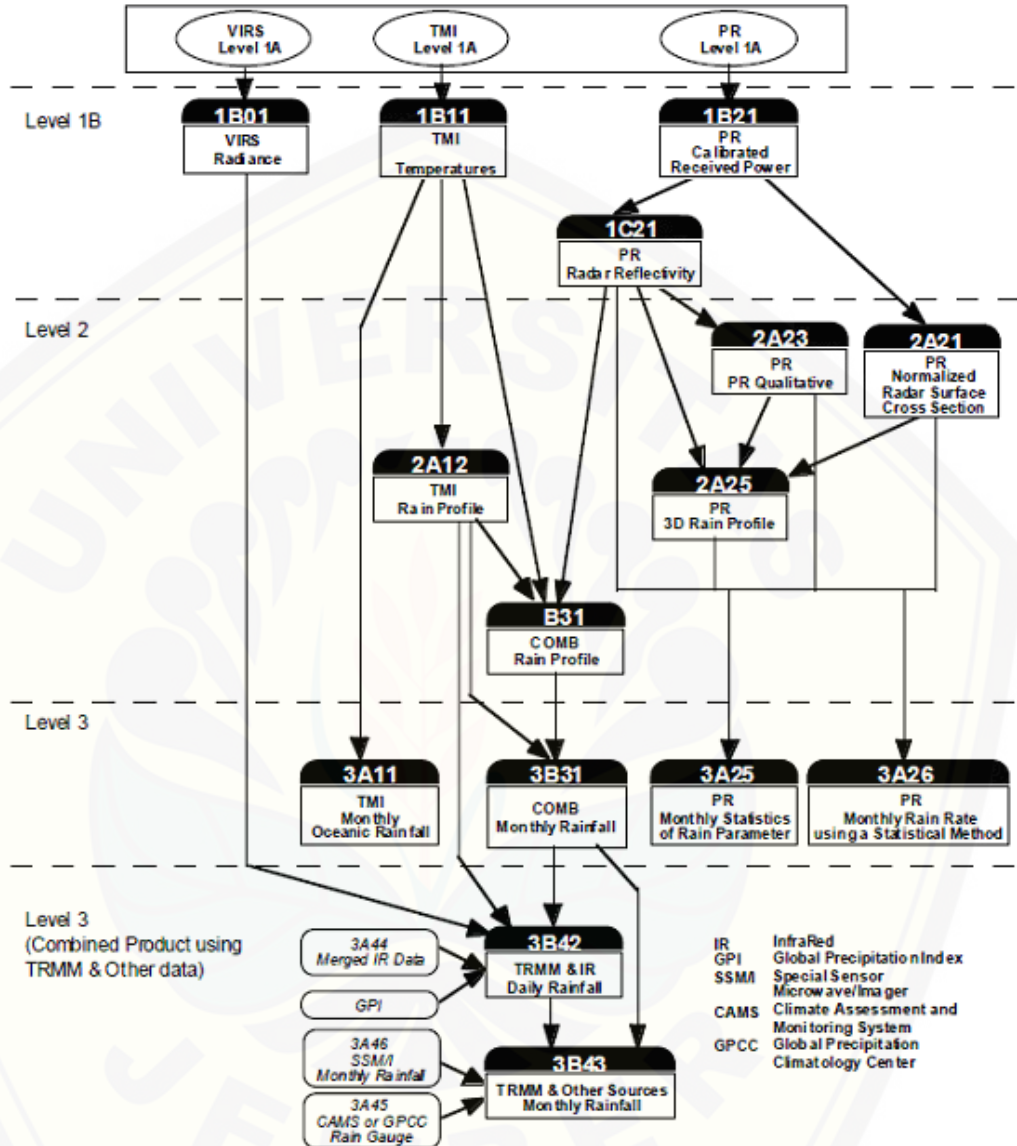 VIRS
Level 1A
TMI
Level 1A
PR
Level 1A
Level 1B
1B01
VIRS
Radiance
1B11
TMI
Temperatures
1B21
PR
Calibrated
Received Power
1C21
PR
Radar Reflectivity
Level 2
2A23
PR
PR Qualitative
2A21
PR
Normalized
Radar Surface
Cross Section
2A12
TMI
Rain Profile
2A25
PR
3D Rain Profile
B31
COMB
Rain Profile
Level 3
3A11
TMI
Monthly
Oceanic Rainfall
3B31
COMB
Monthly Rainfall
3A25
PR
Monthly Statistics
of Rain Parameter
3A26
PR
Monthly Rain Rate
using a Statistical Method
Level 3
(Combined Product using
TRMM & Other data)
3A44
Merged IR Data
GPI
3A46
SSM/I
Monthly Rainfall
3A45
CAMS or GPCC
Rain Gauge
3B42
TRMM & IR
Daily Rainfall
3B43
TRMM & Other Sources
Monthly Rainfall
IR InfraRed
GPI Global Precipitation Index
SSM/I Special Sensor
Microwave/Imager
CAMS Climate Assessment and
Monitoring System
GPCC Global Precipitation
Climatology Center
UNIVERSITAS